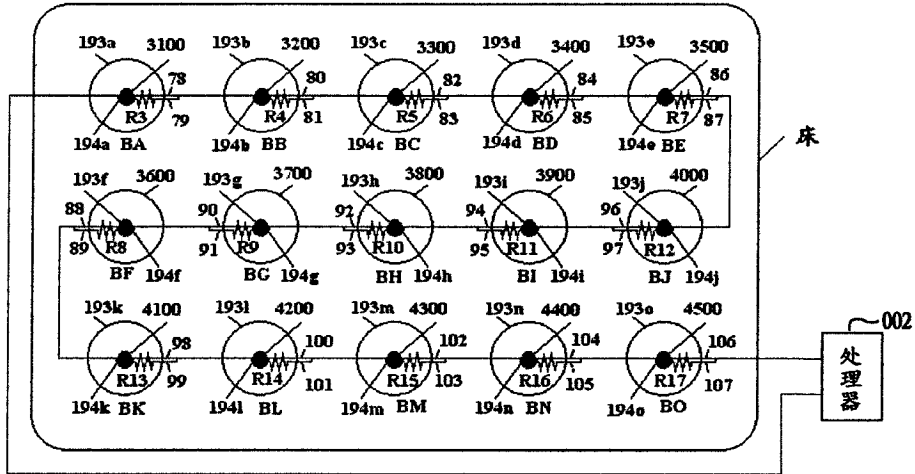 193a 3100 193b 3200 193c 3300 193d 3400 193e 3500
78 80 82 84 86
R3 R4 R5 R6 R7
79 81 83 85 87
194a BA 194b BB 194c BC 194d BD 194e BE
床
193f 3600 193g 3700 193h 3800 193i 3900 193j 4000
88 90 92 94 96
89 R8 91 R9 93 R10 95 R11 97 R12
BF 194f BG 194g BH 194h BI 194i BJ 194j
193k 4100 193l 4200 193m 4300 193n 4400 193o 4500
002
98 100 102 104 106
R13 R14 R15 R16 R17
99 101 103 105 107
194k BK 194l BL 194m BM 194n BN 194o BO
处理器